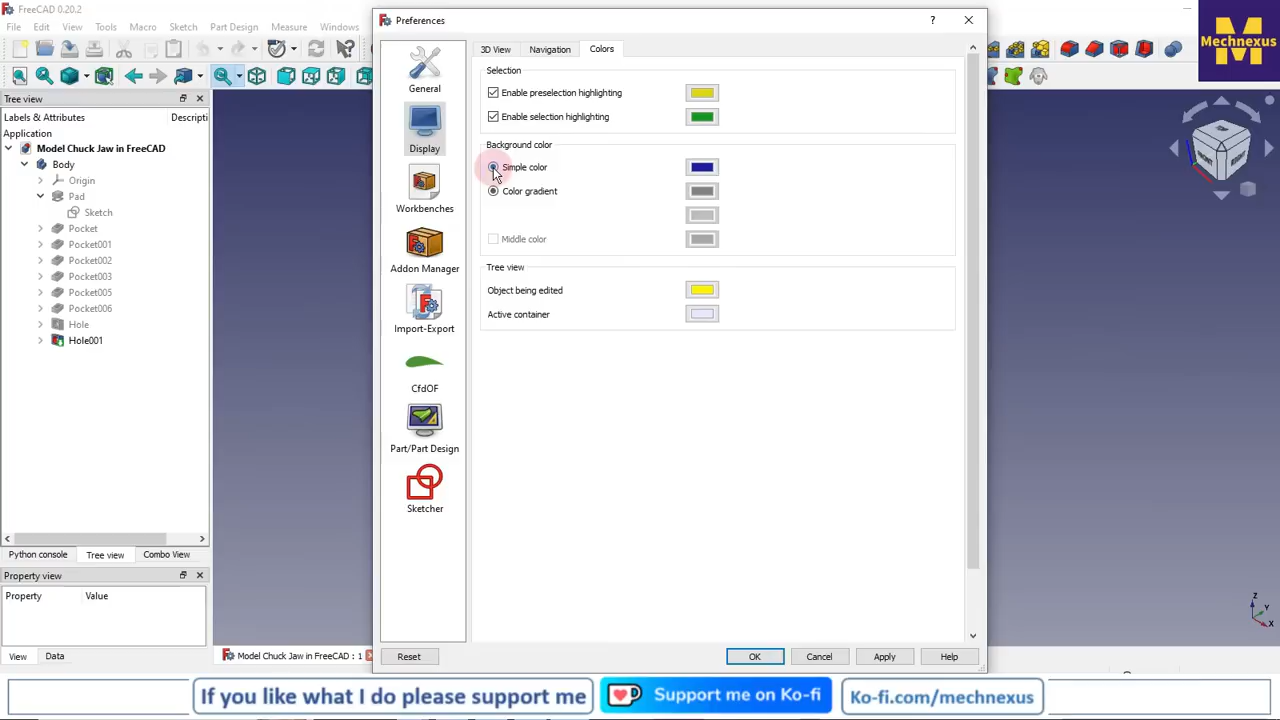 FreeCAD 0.20.2
Preferences
?
File Edit View Tools Macro Sketch Part Design Measure Windows
Mechnexus
3D View Navigation Colors
General
Display
Workbenches
Addon Manager
Import-Export
CfdOF
Part/Part Design
Sketcher
Selection
Enable preselection highlighting
Enable selection highlighting
Background color
Simple color
Color gradient
Middle color
Tree view
Object being edited
Active container
Tree view
Labels & Attributes Descripti
Application
Model Chuck Jaw in FreeCAD
Body
Origin
Pad
Sketch
Pocket
Pocket001
Pocket002
Pocket003
Pocket005
Pocket006
Hole
Hole001
Python console Tree view Combo View
Property view
Property Value
View Data
Model Chuck Jaw in FreeCAD : 1
Reset OK Cancel Apply Help
FRONT
Z
Y
X
If you like what I do please support me
Support me on Ko-fi
Ko-fi.com/mechnexus